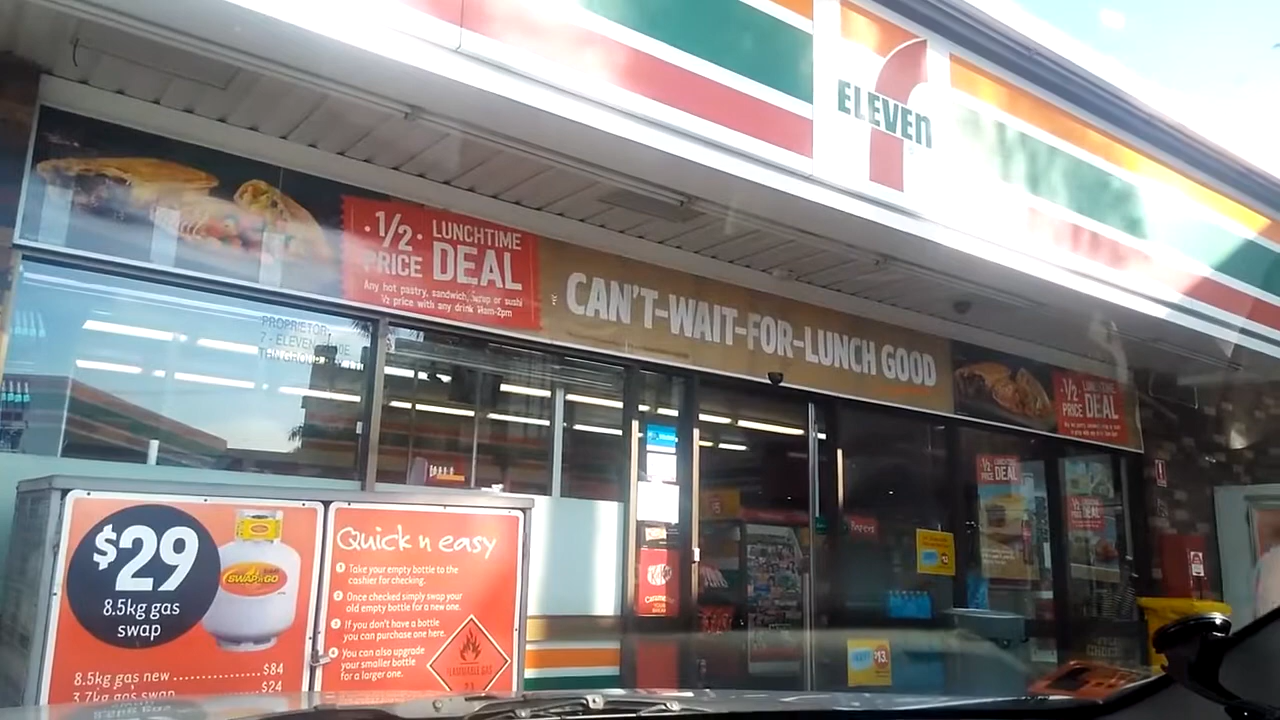 7
ELEVEN
·1/2· LUNCHTIME
PRICE DEAL
Any hot pastry, sandwich, wrap or sushi
½ price with any drink 11am-2pm
CAN'T-WAIT-FOR-LUNCH GOOD
1/2 LUNCHTIME
PRICE DEAL
PROPRIETOR:
7 - ELEVEN
1/2
PRICE DEAL
DEAL
$29
8.5kg gas
swap
SWAP n GO
8.5kg gas new ..................... $84
3.7kg gas swap ..................... $24
Quick n easy
1 Take your empty bottle to the
cashier for checking.
2 Once checked simply swap your
old empty bottle for a new one.
3 If you don't have a bottle
you can purchase one here.
4 You can also upgrade
your smaller bottle
for a larger one.
FLAMMABLE GAS
KitKat
$13.